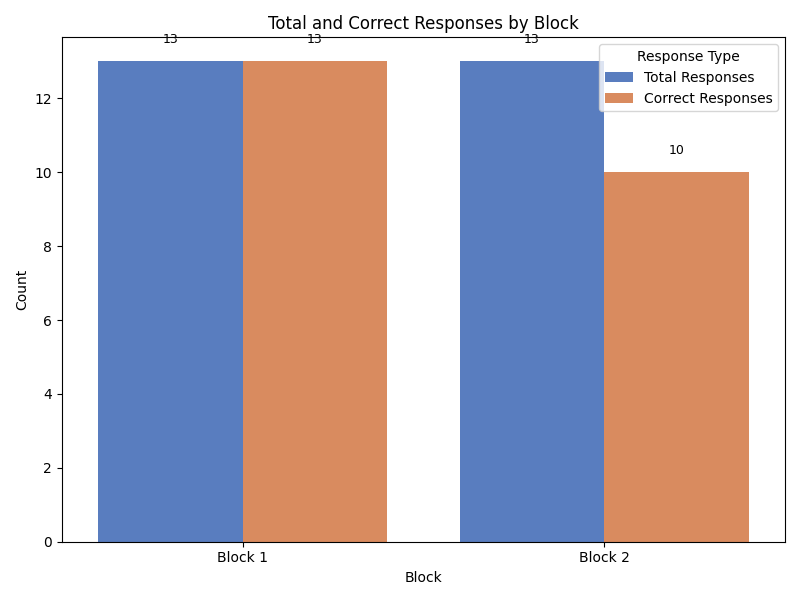 Total and Correct Responses by Block
13
13
13
10
Response Type
Total Responses
Correct Responses
12
10
8
6
4
2
0
Count
Block 1
Block 2
Block